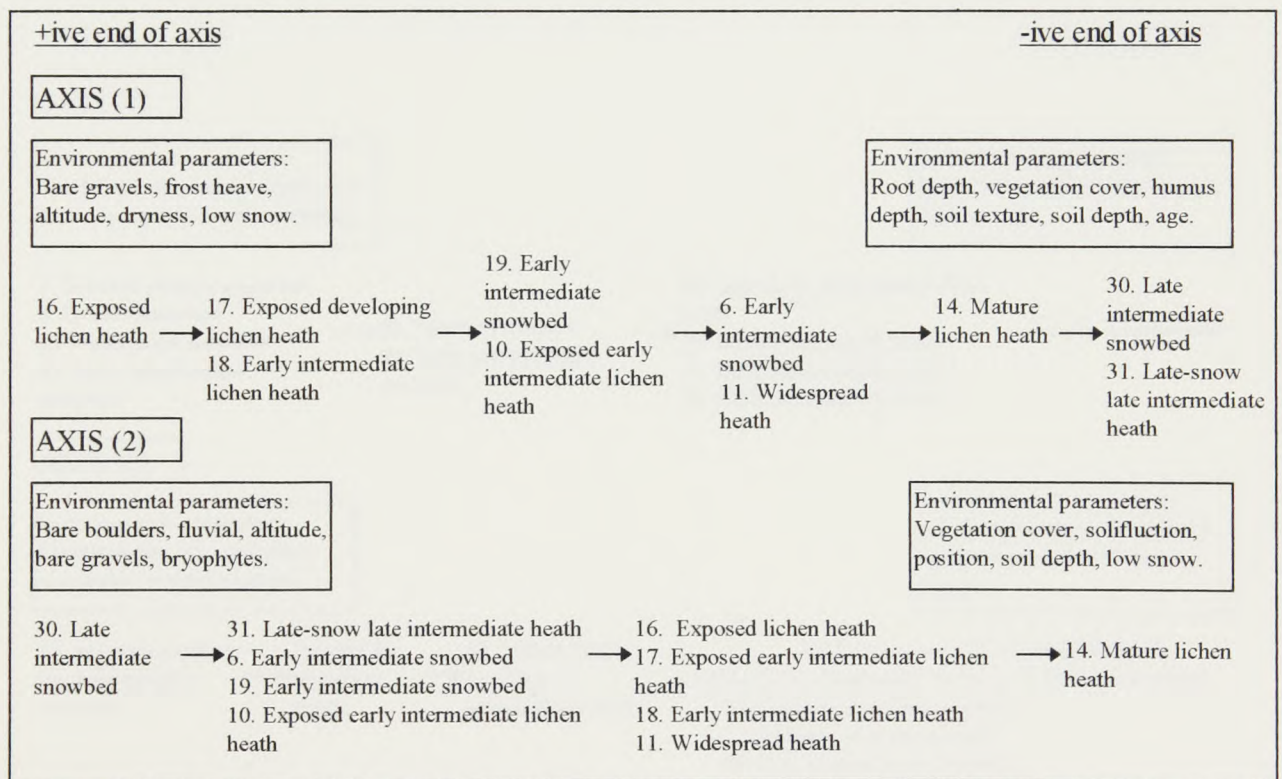 +ive end of axis
-ive end of axis
AXIS (1)
Environmental parameters:
Bare gravels, frost heave,
altitude, dryness, low snow.
Environmental parameters:
Root depth, vegetation cover, humus
depth, soil texture, soil depth, age.
16. Exposed
lichen heath
17. Exposed developing
lichen heath
18. Early intermediate
lichen heath
19. Early
intermediate
snowbed
10. Exposed early
intermediate lichen
heath
6. Early
intermediate
snowbed
11. Widespread
heath
14. Mature
lichen heath
30. Late
intermediate
snowbed
31. Late-snow
late intermediate
heath
AXIS (2)
Environmental parameters:
Bare boulders, fluvial, altitude,
bare gravels, bryophytes.
Environmental parameters:
Vegetation cover, solifluction,
position, soil depth, low snow.
30. Late
intermediate
snowbed
31. Late-snow late intermediate heath
6. Early intermediate snowbed
19. Early intermediate snowbed
10. Exposed early intermediate lichen
heath
16. Exposed lichen heath
17. Exposed early intermediate lichen
heath
18. Early intermediate lichen heath
11. Widespread heath
14. Mature lichen
heath